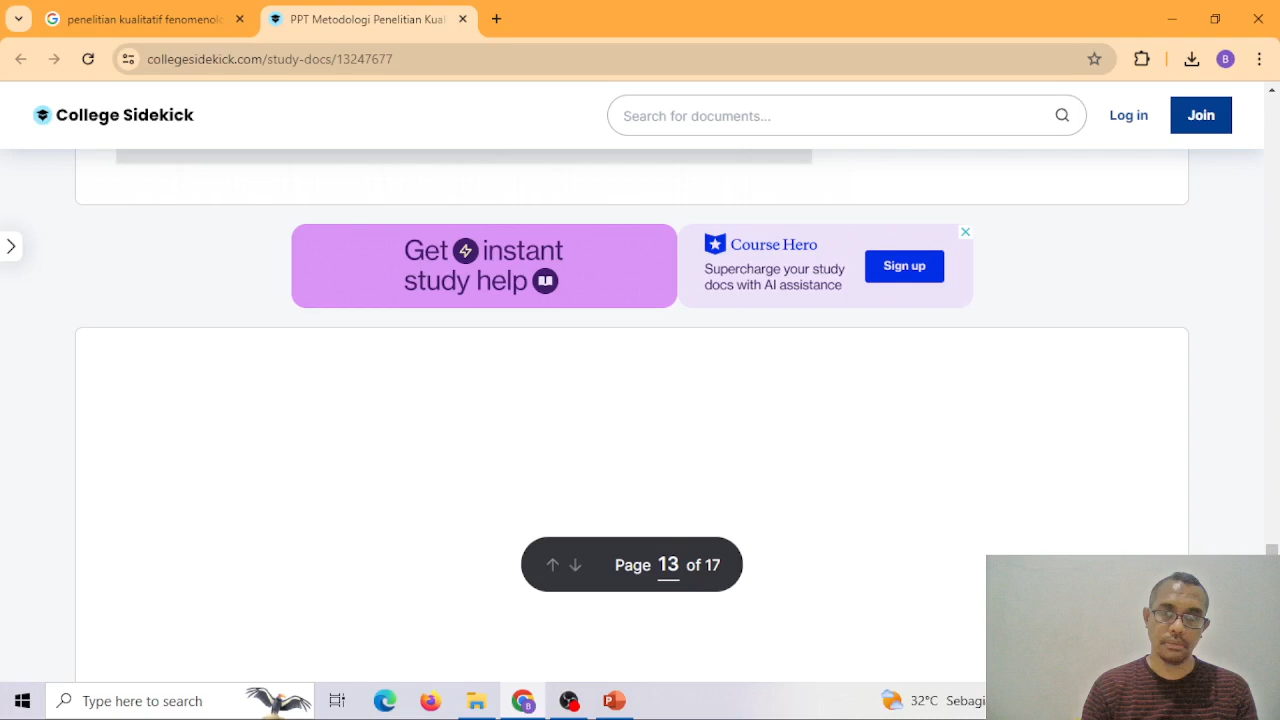 penelitian kualitatif fenomenolo
PPT Metodologi Penelitian Kual
collegesidekick.com/study-docs/13247677
B
College Sidekick
Search for documents...
Log in
Join
Get instant
study help
Course Hero
Supercharge your study
docs with AI assistance
Sign up
Page 13 of 17
Type here to search
32°C Sebagi